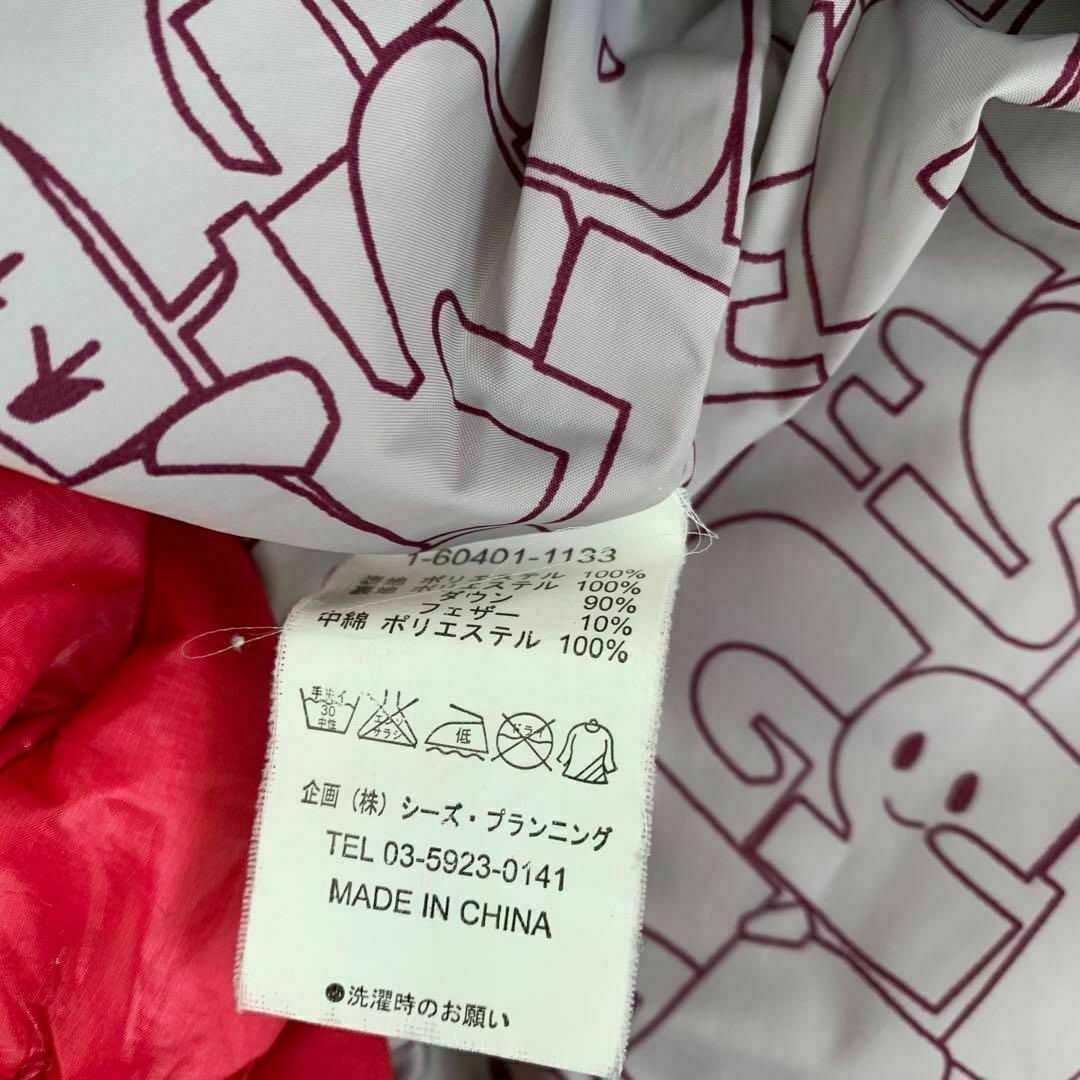 1-60401-1133
表地 ポリエステル 100%
裏地 ポリエステル 100%
ダウン 90%
フェザー 10%
中綿 ポリエステル 100%
手洗イ 30 中性
エンソ サラシ
低
ドライ
企画 (株) シーズ・プランニング
TEL 03-5923-0141
MADE IN CHINA
●洗濯時のお願い